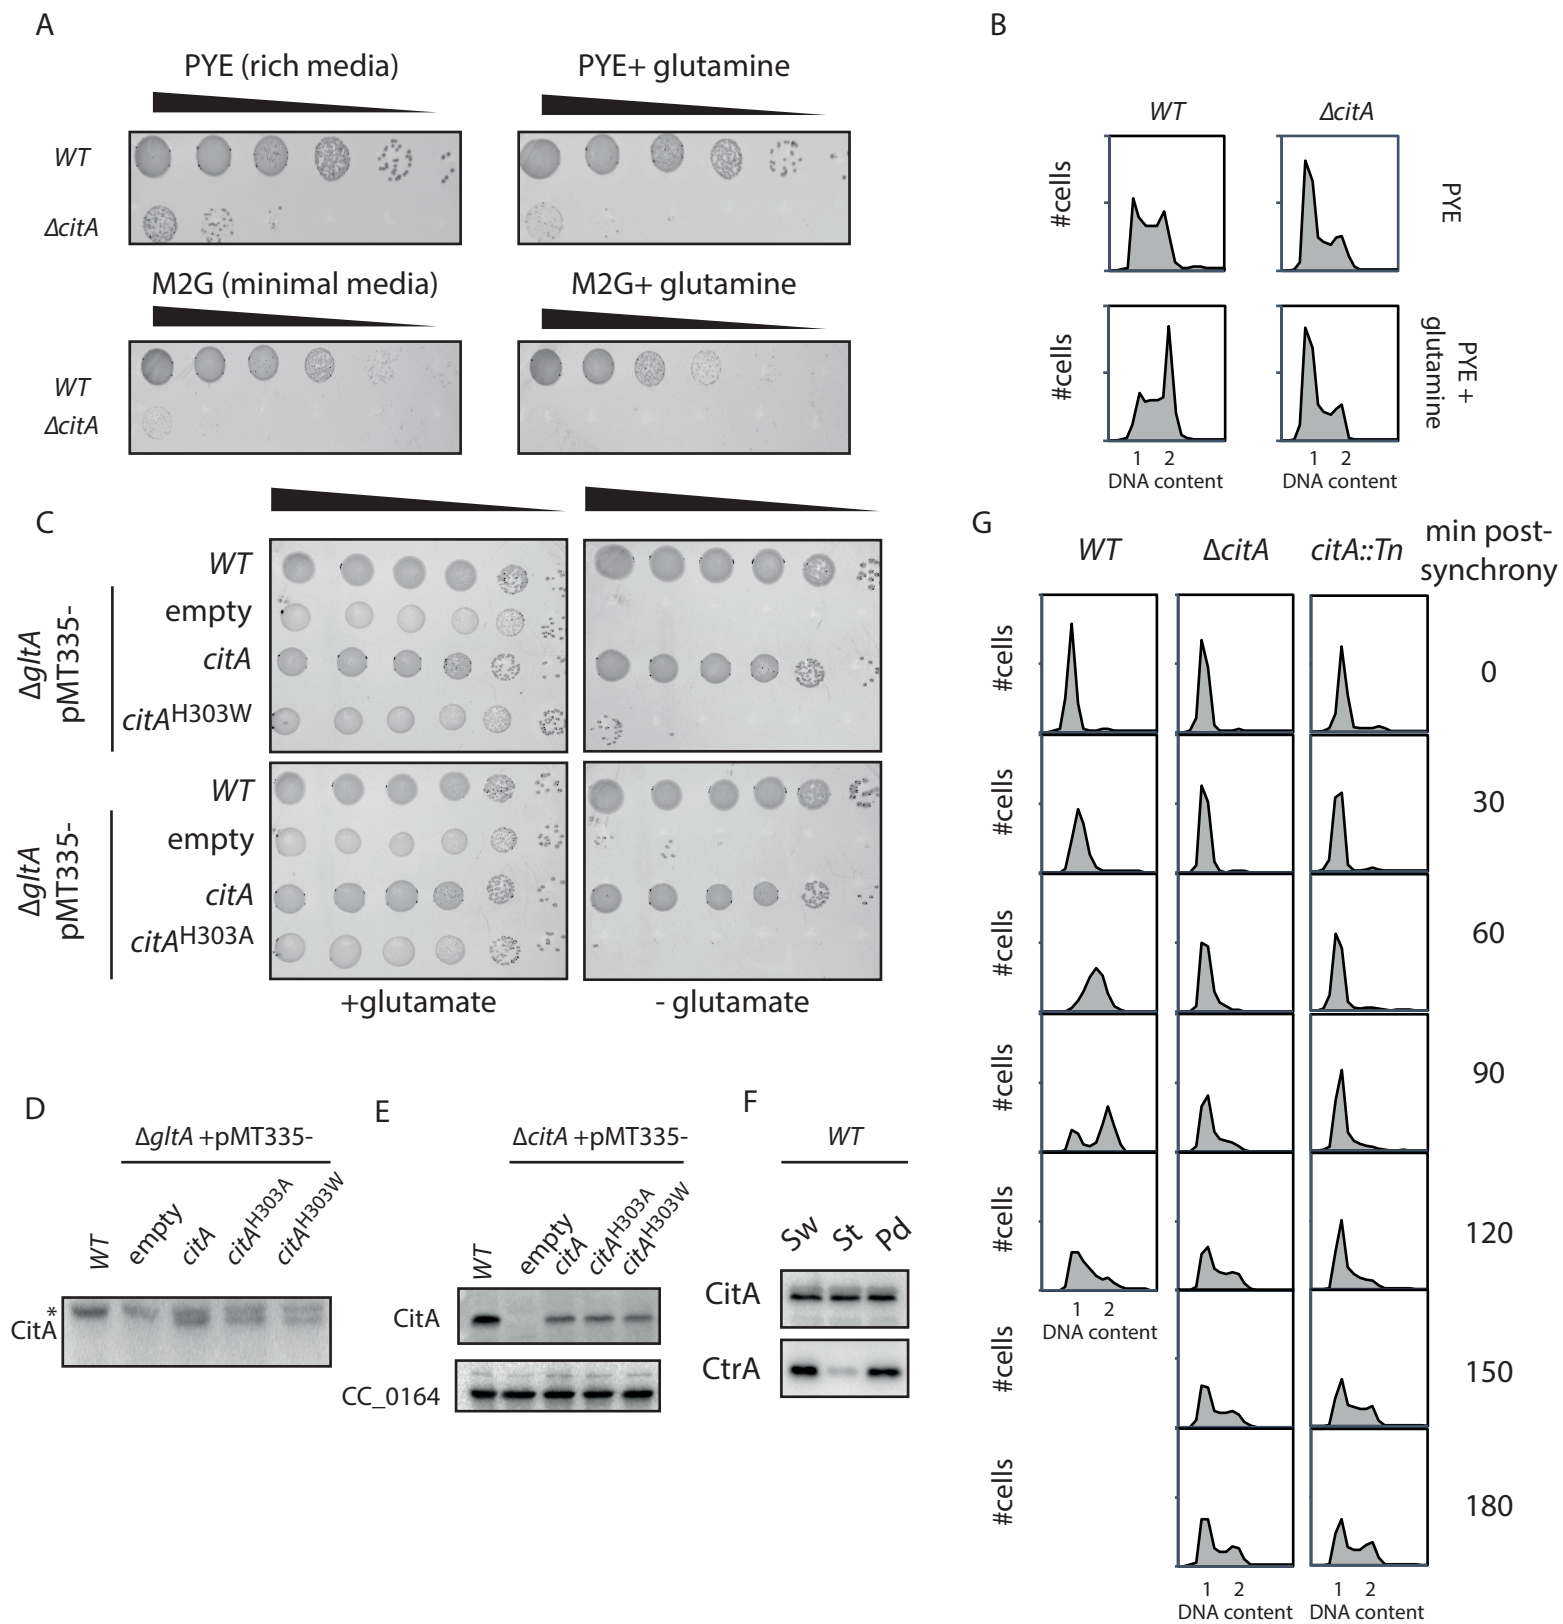 A
PYE (rich media)
PYE+ glutamine
WT
ΔcitA
M2G (minimal media)
M2G+ glutamine
WT
ΔcitA
B
WT
ΔcitA
#cells
PYE
#cells
PYE +
glutamine
1 2
DNA content
1 2
DNA content
C
ΔgltA
pMT335-
WT
empty
citA
citAH303W
ΔgltA
pMT335-
WT
empty
citA
citAH303A
+glutamate
- glutamate
D
ΔgltA +pMT335-
WT
empty
citA
citAH303A
citAH303W
*
CitA
E
ΔcitA +pMT335-
WT
empty
citA
citAH303A
citAH303W
CitA
CC_0164
F
WT
Sw
St
Pd
CitA
CtrA
G
WT
ΔcitA
citA::Tn
min post-
synchrony
#cells
0
#cells
30
#cells
60
#cells
90
#cells
120
1 2
DNA content
#cells
150
#cells
180
1 2
DNA content
1 2
DNA content